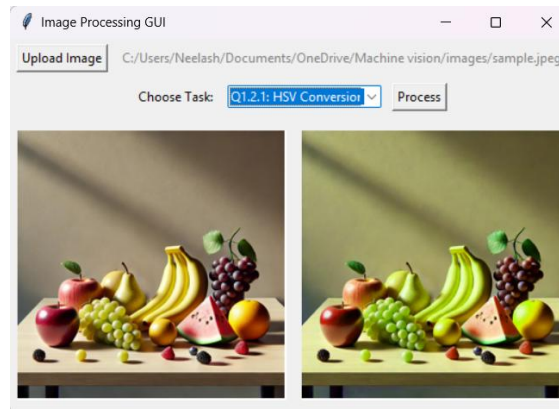 Image Processing GUI
Upload Image C:/Users/Neelash/Documents/OneDrive/Machine vision/images/sample.jpeg
Choose Task: Q1.2.1: HSV Conversion Process